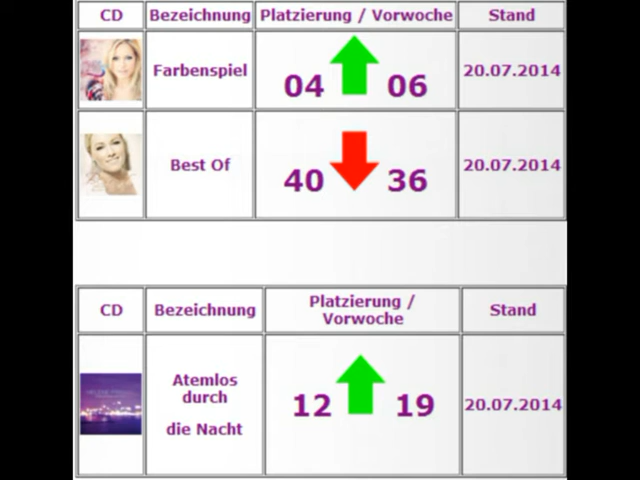 CD Bezeichnung Platzierung / Vorwoche Stand
Farbenspiel 04 06 20.07.2014
Best Of 40 36 20.07.2014
CD Bezeichnung Platzierung / Stand
Vorwoche
Atemlos
durch
12 19 20.07.2014
die Nacht